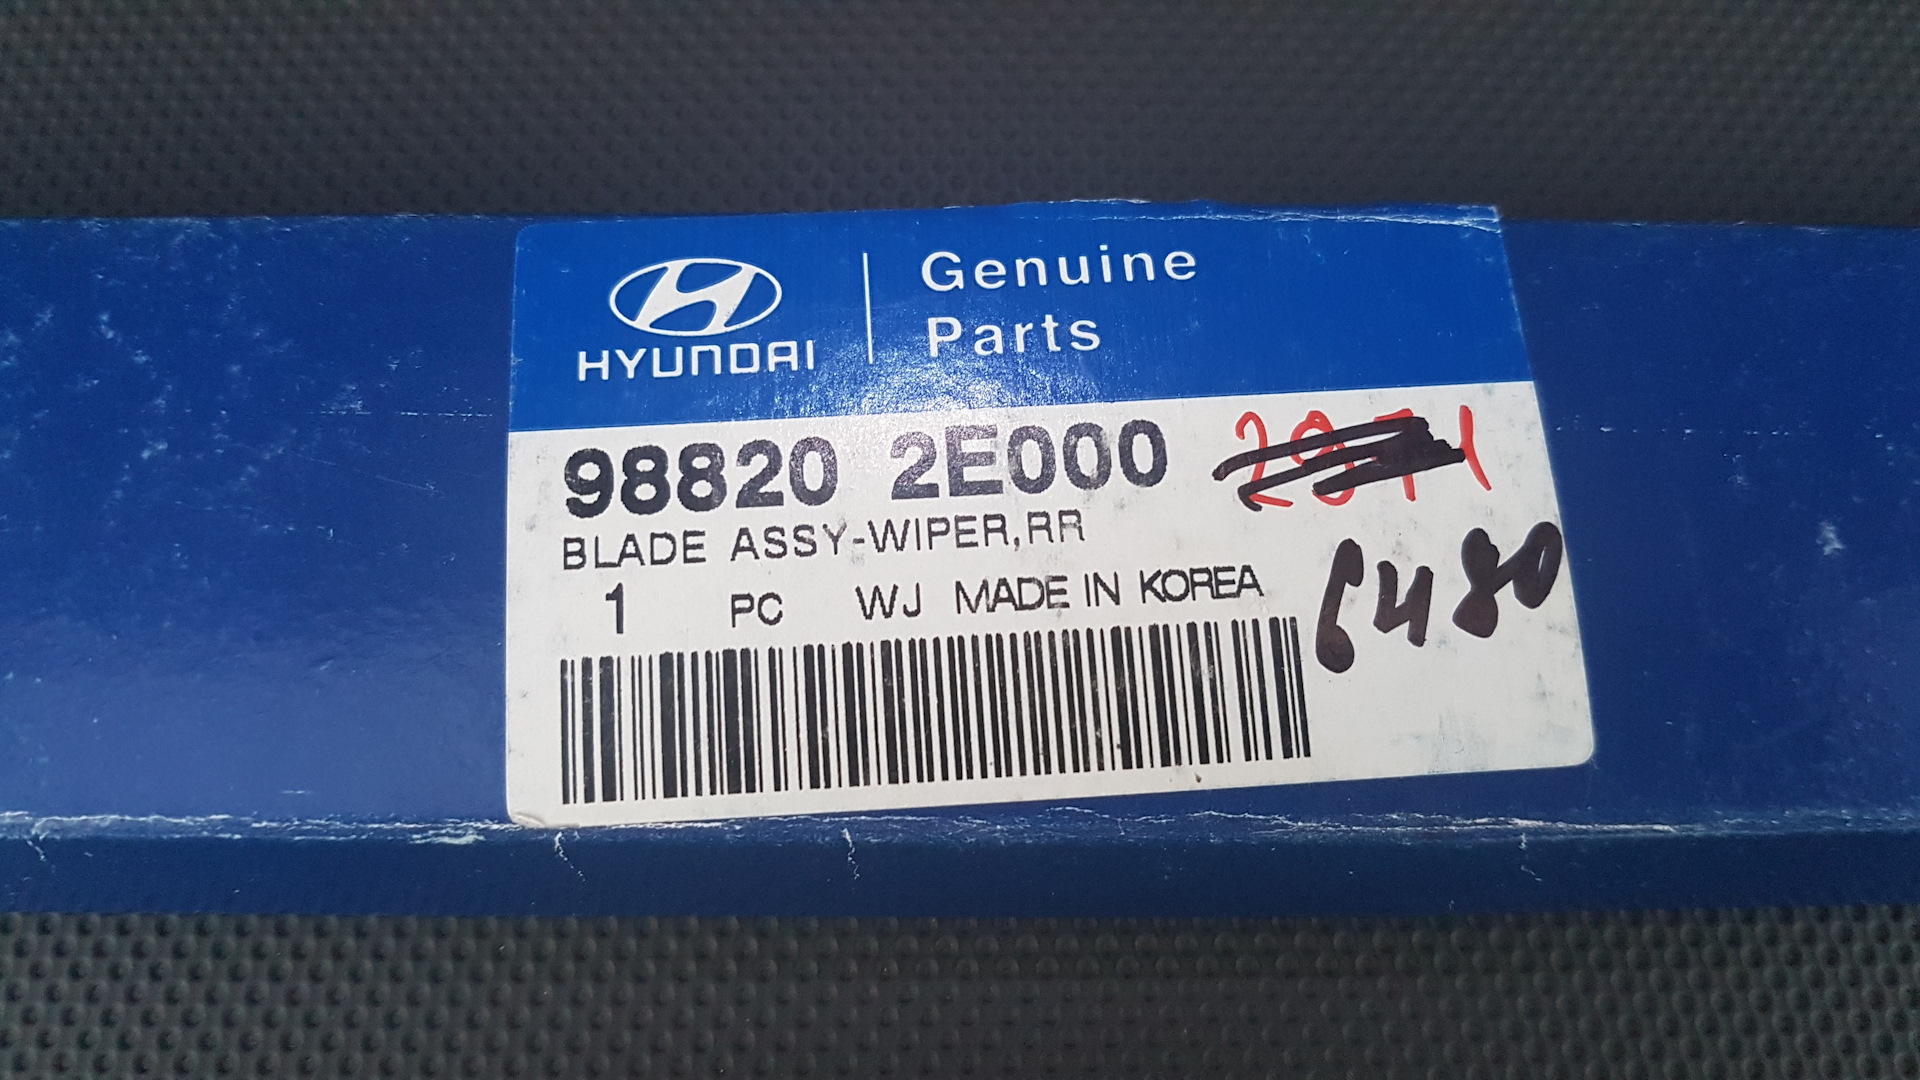 HYUNDAI
Genuine
Parts
98820 2E000
BLADE ASSY-WIPER,RR
1 PC WJ MADE IN KOREA
6480